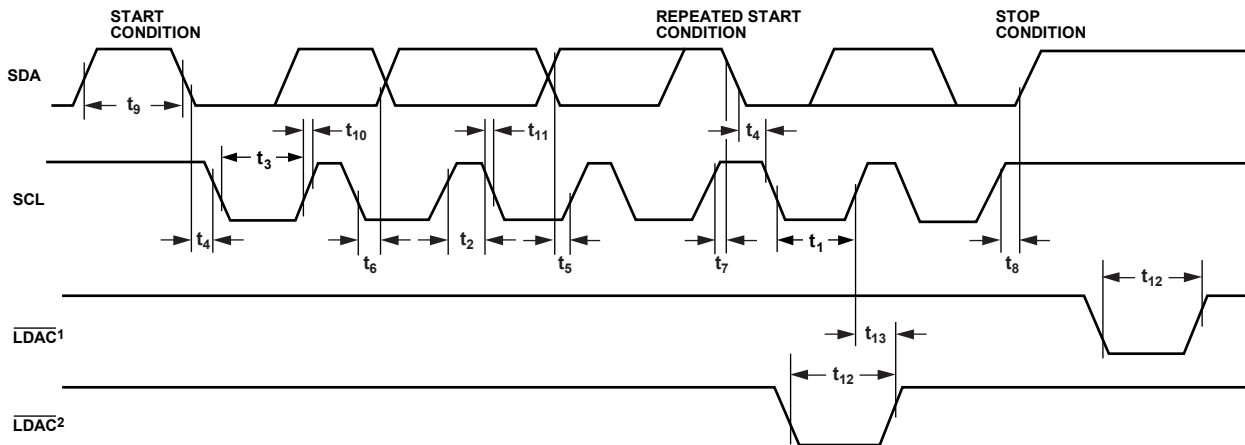 START
CONDITION
REPEATED START
CONDITION
STOP
CONDITION
SDA
t9
t10
t11
t4
t3
SCL
t4
t6
t2
t5
t7
t1
t8
t12
LDAC1
t13
t12
LDAC2